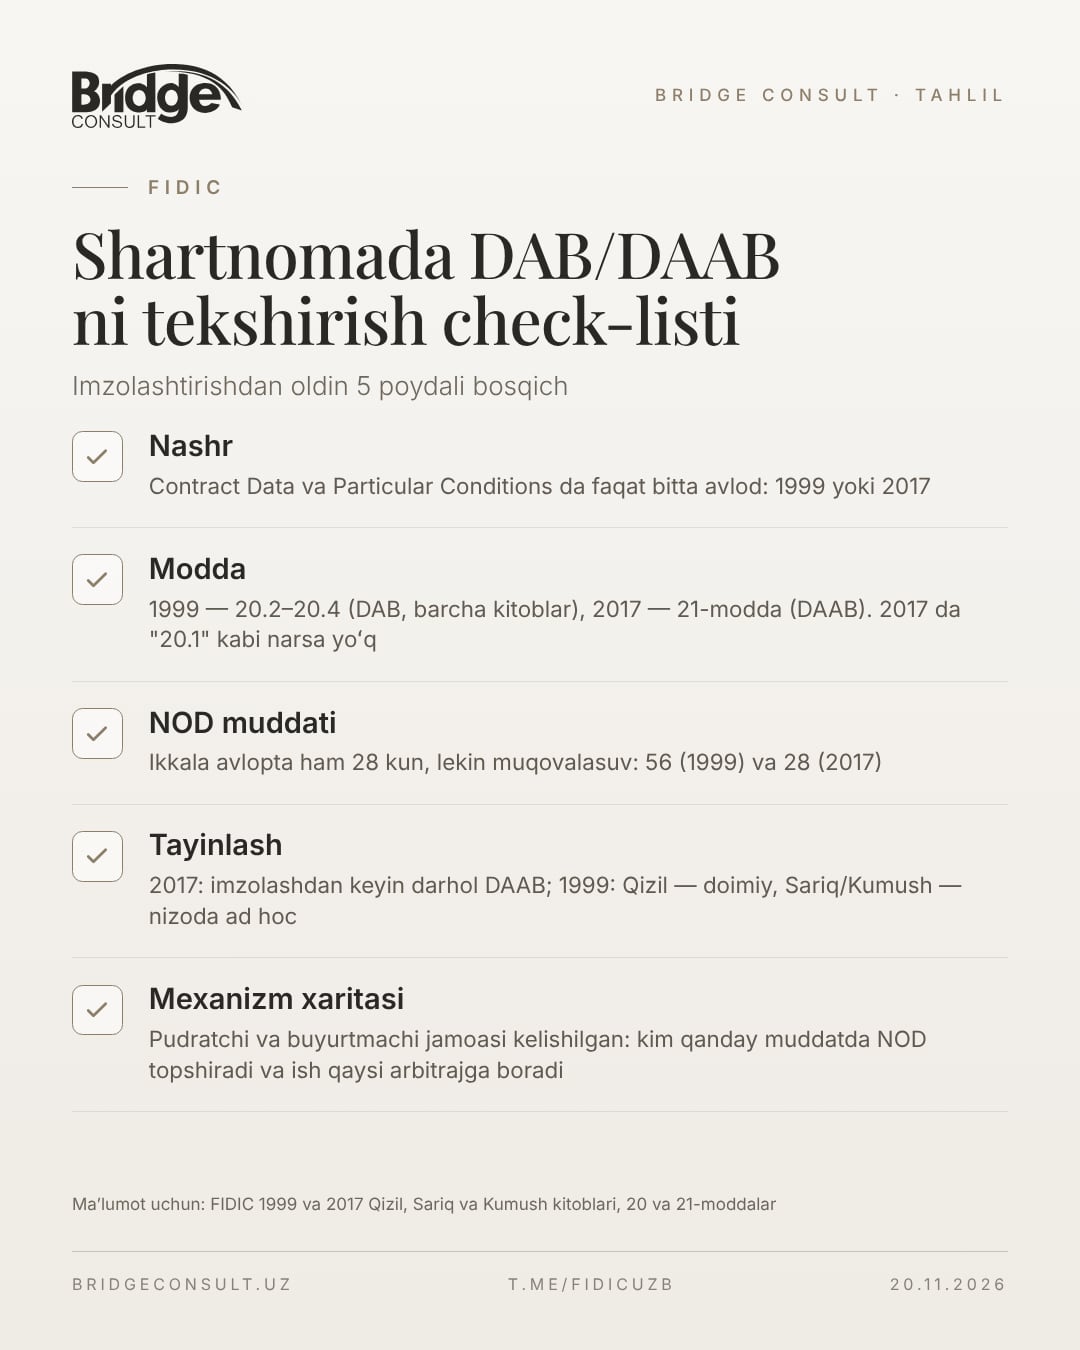 Bridge
CONSULT
BRIDGE CONSULT · TAHLIL
FIDIC
Shartnomada DAB/DAAB
ni tekshirish check-listi
Imzolashtirishdan oldin 5 poydali bosqich
Nashr
Contract Data va Particular Conditions da faqat bitta avlod: 1999 yoki 2017
Modda
1999 — 20.2–20.4 (DAB, barcha kitoblar), 2017 — 21-modda (DAAB). 2017 da
"20.1" kabi narsa yoʻq
NOD muddati
Ikkala avlopta ham 28 kun, lekin muqovalasuv: 56 (1999) va 28 (2017)
Tayinlash
2017: imzolashdan keyin darhol DAAB; 1999: Qizil — doimiy, Sariq/Kumush —
nizoda ad hoc
Mexanizm xaritasi
Pudratchi va buyurtmachi jamoasi kelishilgan: kim qanday muddatda NOD
topshiradi va ish qaysi arbitrajga boradi
Maʼlumot uchun: FIDIC 1999 va 2017 Qizil, Sariq va Kumush kitoblari, 20 va 21-moddalar
BRIDGECONSULT.UZ
T.ME/FIDICUZB
20.11.2026